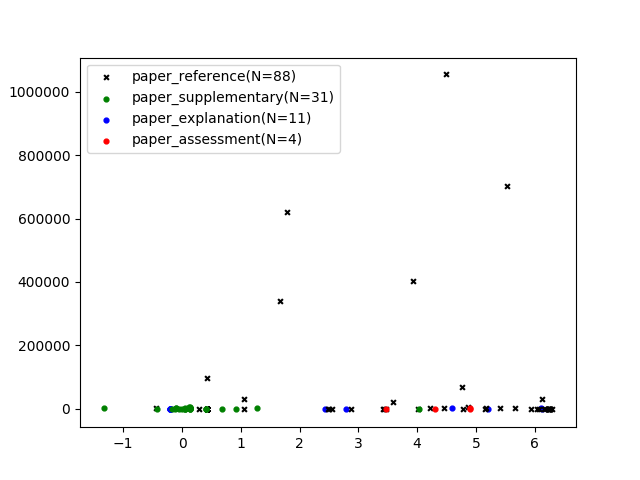 paper_reference(N=88)
paper_supplementary(N=31)
paper_explanation(N=11)
paper_assessment(N=4)
1000000
800000
600000
400000
200000
0
−1 0 1 2 3 4 5 6